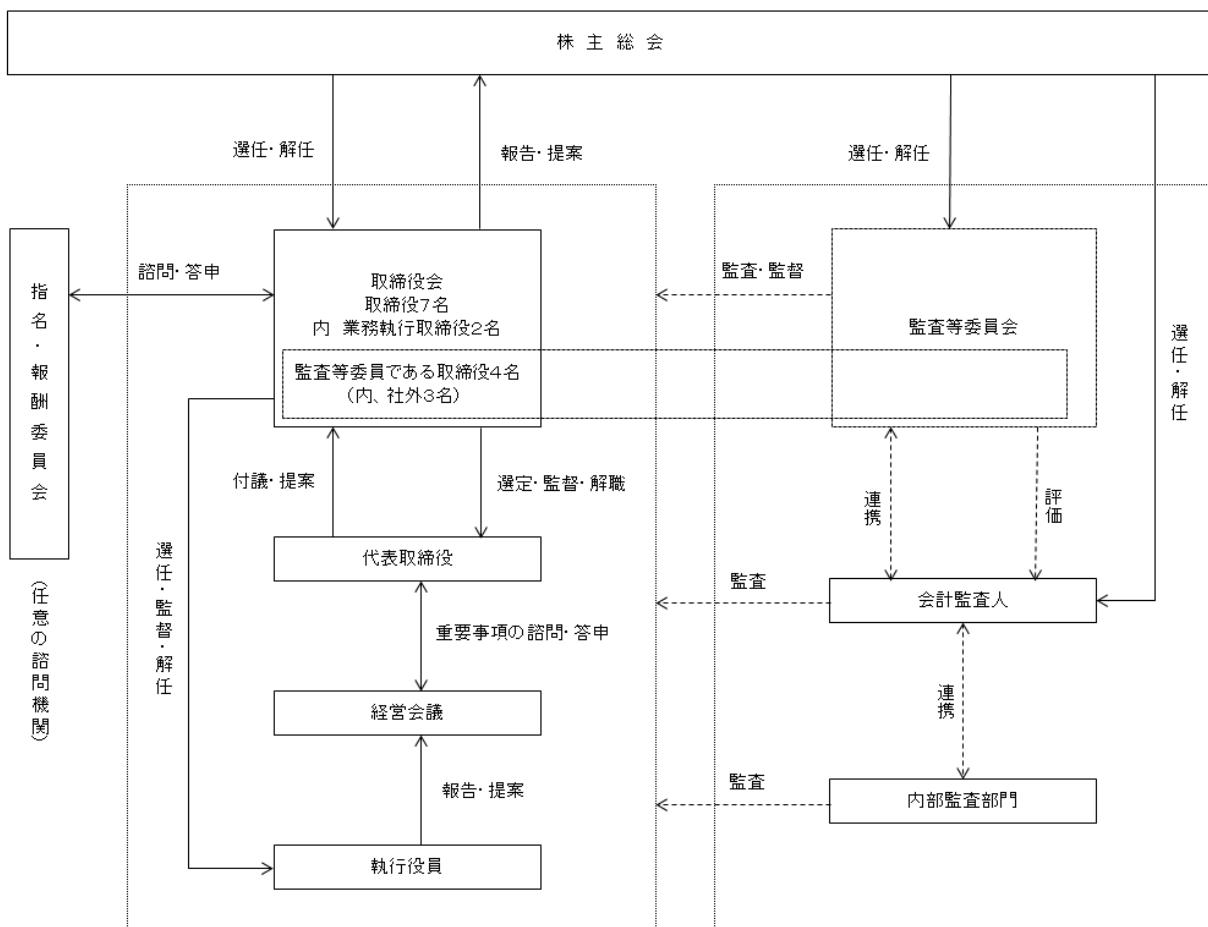 株 主 総 会
選任・解任
報告・提案
選任・解任
指名・報酬委員会
(任意の諮問機関)
諮問・答申
取締役会
取締役7名
内 業務執行取締役2名
監査等委員である取締役4名
(内、社外3名)
監査・監督
監査等委員会
選任・解任
付議・提案
選定・監督・解職
連携
評価
選任・監督・解任
代表取締役
監査
会計監査人
重要事項の諮問・答申
連携
経営会議
報告・提案
監査
内部監査部門
執行役員